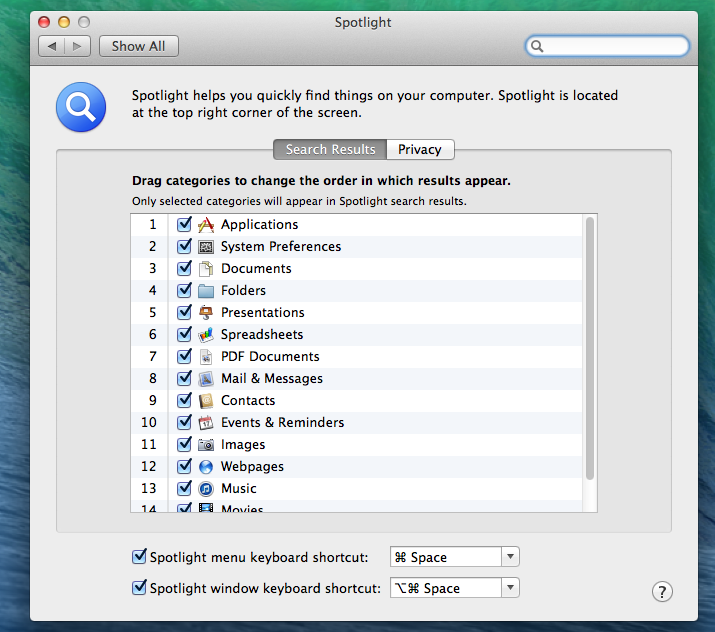 Spotlight
Show All
Spotlight helps you quickly find things on your computer. Spotlight is located
at the top right corner of the screen.
Search Results Privacy
Drag categories to change the order in which results appear.
Only selected categories will appear in Spotlight search results.
1 Applications
2 System Preferences
3 Documents
4 Folders
5 Presentations
6 Spreadsheets
7 PDF Documents
8 Mail & Messages
9 Contacts
10 Events & Reminders
11 Images
12 Webpages
13 Music
14 Movies
Spotlight menu keyboard shortcut: ⌘ Space
Spotlight window keyboard shortcut: ⌥⌘ Space
?